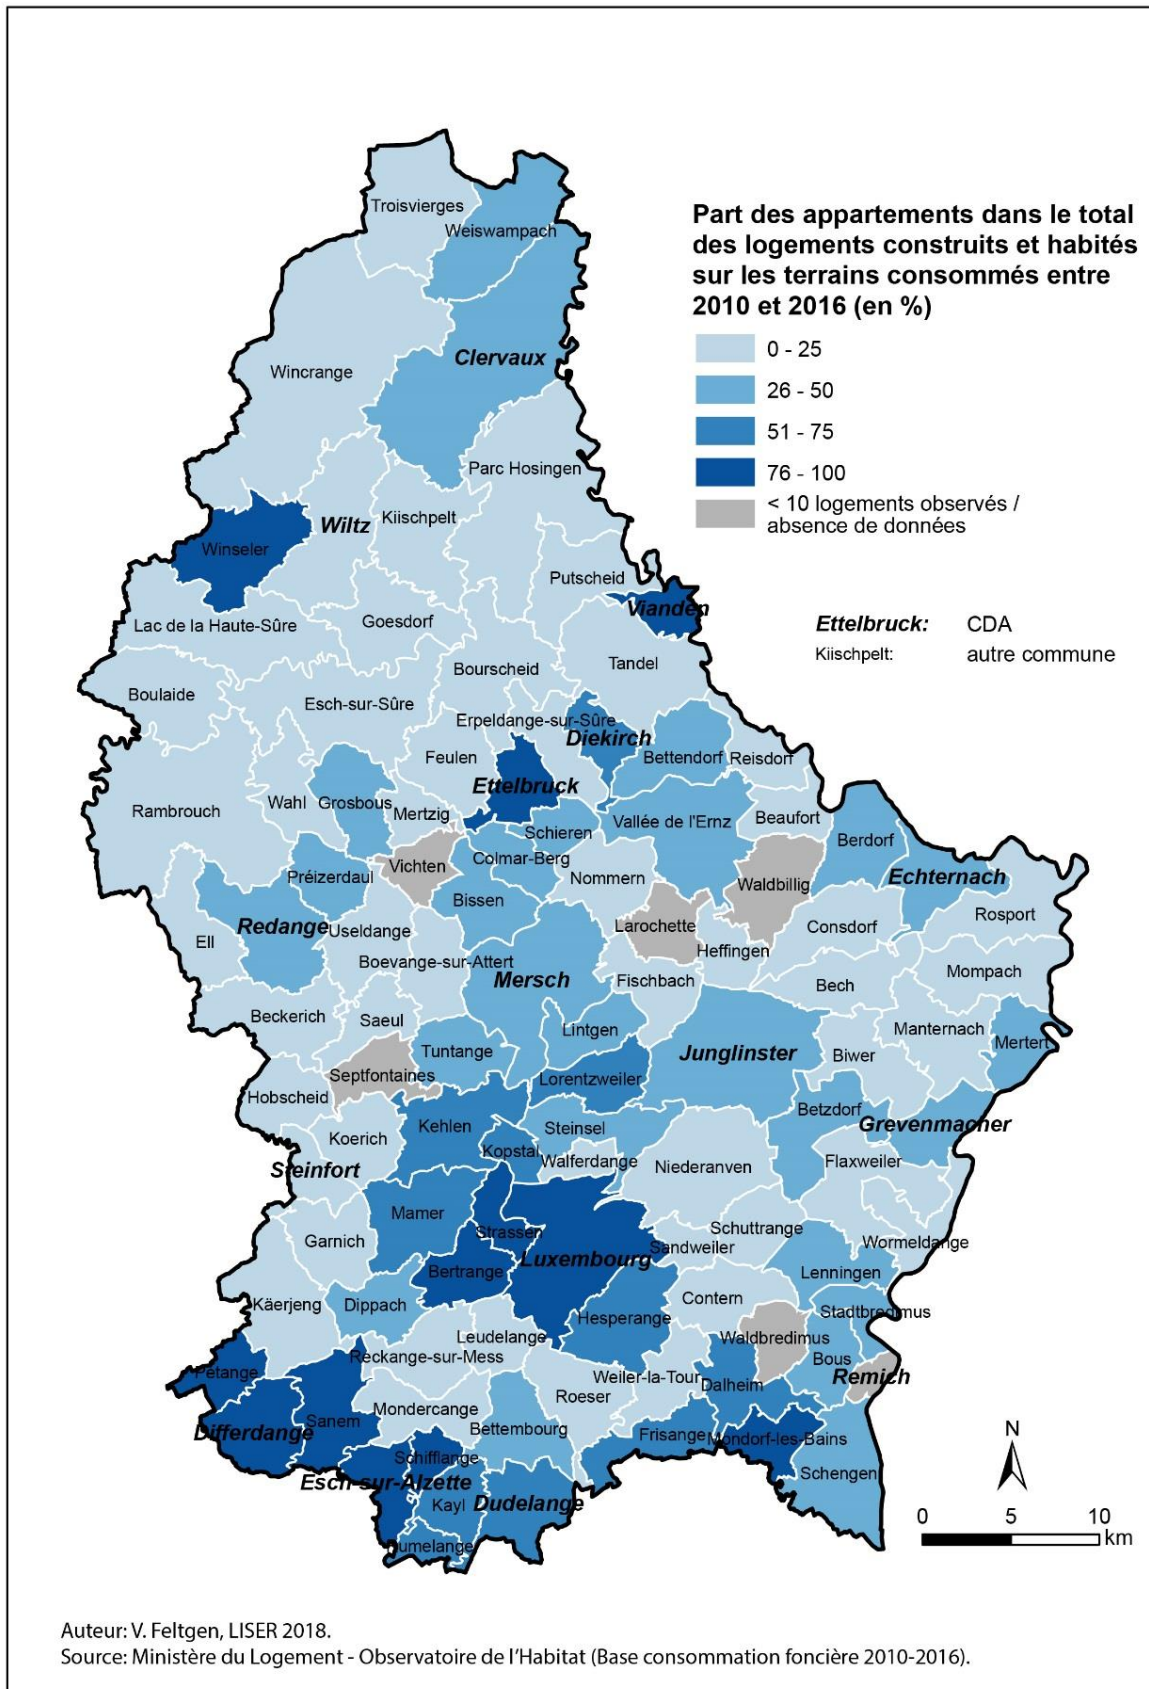 Part des appartements dans le total
des logements construits et habités
sur les terrains consommés entre
2010 et 2016 (en %)
0 - 25
26 - 50
51 - 75
76 - 100
< 10 logements observés /
absence de données
Ettelbruck: CDA
Kiischpelt: autre commune
Troisvierges
Weiswampach
Clervaux
Wincrange
Parc Hosingen
Wiltz
Kiischpelt
Winseler
Putscheid
Vianden
Lac de la Haute-Sûre
Goesdorf
Tandel
Bourscheid
Boulaide
Esch-sur-Sûre
Erpeldange-sur-Sûre
Diekirch
Feulen
Bettendorf
Reisdorf
Ettelbruck
Rambrouch
Wahl
Grosbous
Mertzig
Vallée de l'Ernz
Beaufort
Schieren
Berdorf
Colmar-Berg
Vichten
Préizerdaul
Nommern
Waldbillig
Echternach
Bissen
Rosport
Redange
Useldange
Larochette
Consdorf
Ell
Heffingen
Boevange-sur-Attert
Mersch
Fischbach
Bech
Mompach
Beckerich
Saeul
Lintgen
Manternach
Mertert
Tuntange
Junglinster
Biwer
Septfontaines
Lorentzweiler
Hobscheid
Betzdorf
Grevenmacher
Kehlen
Steinsel
Koerich
Kopstal
Walferdange
Niederanven
Flaxweiler
Steinfort
Mamer
Schuttrange
Strassen
Garnich
Sandweiler
Wormeldange
Luxembourg
Bertrange
Lenningen
Käerjeng
Dippach
Contern
Stadtbredimus
Hesperange
Leudelange
Waldbredimus
Reckange-sur-Mess
Bous
Pétange
Weiler-la-Tour
Remich
Dalheim
Roeser
Mondercange
Sanem
Differdange
Bettembourg
Frisange
Mondorf-les-Bains
Schifflange
Schengen
Esch-sur-Alzette
Kayl
Dudelange
Rumelange
N
0 5 10
km
Auteur: V. Feltgen, LISER 2018.
Source: Ministère du Logement - Observatoire de l'Habitat (Base consommation foncière 2010-2016).